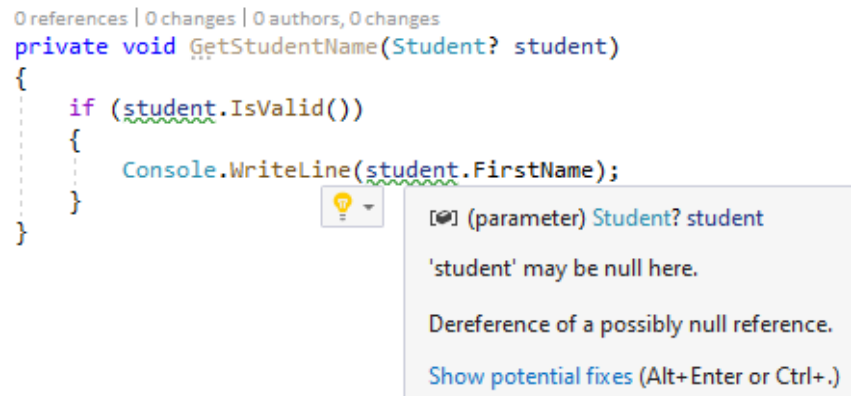 0 references | 0 changes | 0 authors, 0 changes
private void GetStudentName(Student? student)
{
if (student.IsValid())
{
Console.WriteLine(student.FirstName);
}
}
(parameter) Student? student
'student' may be null here.
Dereference of a possibly null reference.
Show potential fixes (Alt+Enter or Ctrl+.)